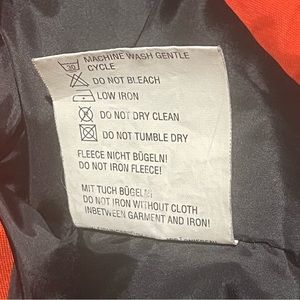 30 MACHINE WASH GENTLE
CYCLE
DO NOT BLEACH
LOW IRON
DO NOT DRY CLEAN
DO NOT TUMBLE DRY
FLEECE NICHT BÜGELN!
DO NOT IRON FLEECE!
MIT TUCH BÜGELN!
DO NOT IRON WITHOUT CLOTH
INBETWEEN GARMENT AND IRON!